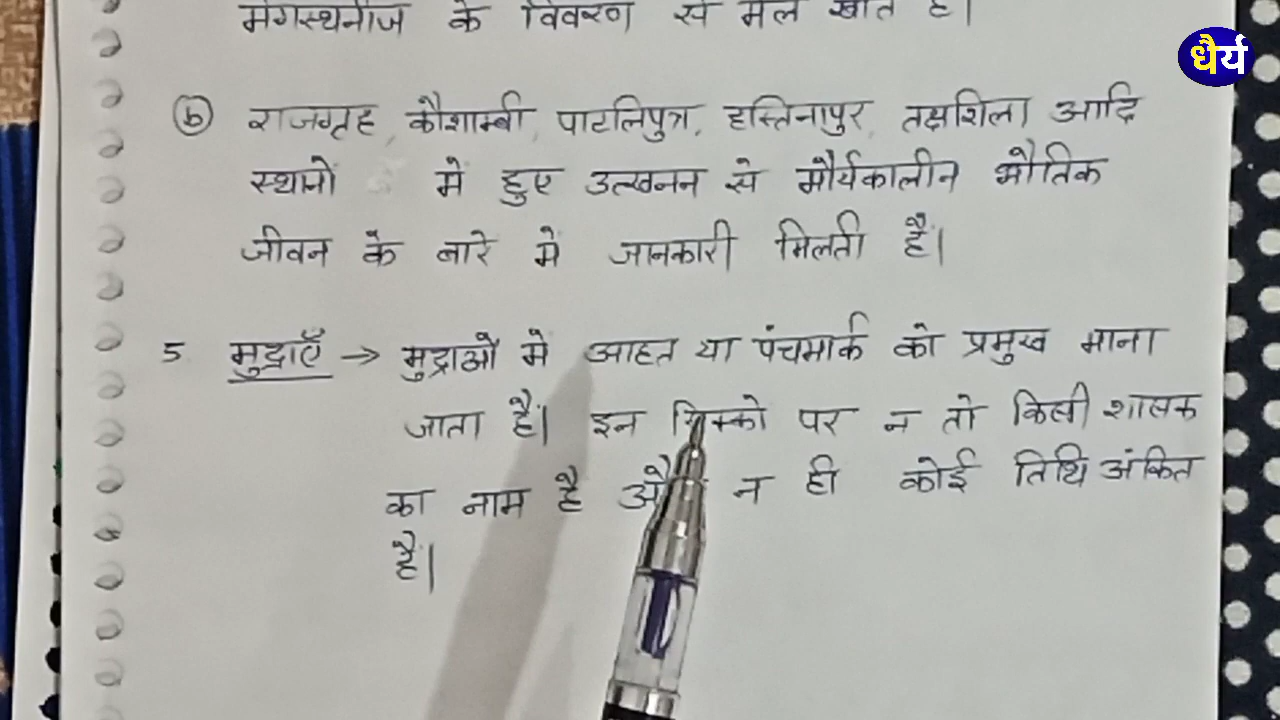 मेगस्थनीज के विवरण से मेल खाते हैं।
धैर्य
(b) राजगृह, कौशाम्बी, पाटलिपुत्र, हस्तिनापुर, तक्षशिला आदि
स्थानो में हुए उत्खनन से मौर्यकालीन भौतिक
जीवन के बारे मे जानकारी मिलती है।
5 मुद्राएँ → मुद्राओं मे आहत या पंचमार्क को प्रमुख माना
जाता है। इन सिक्को पर न तो किसी शासक
का नाम है और न ही कोई तिथि अंकित
है।